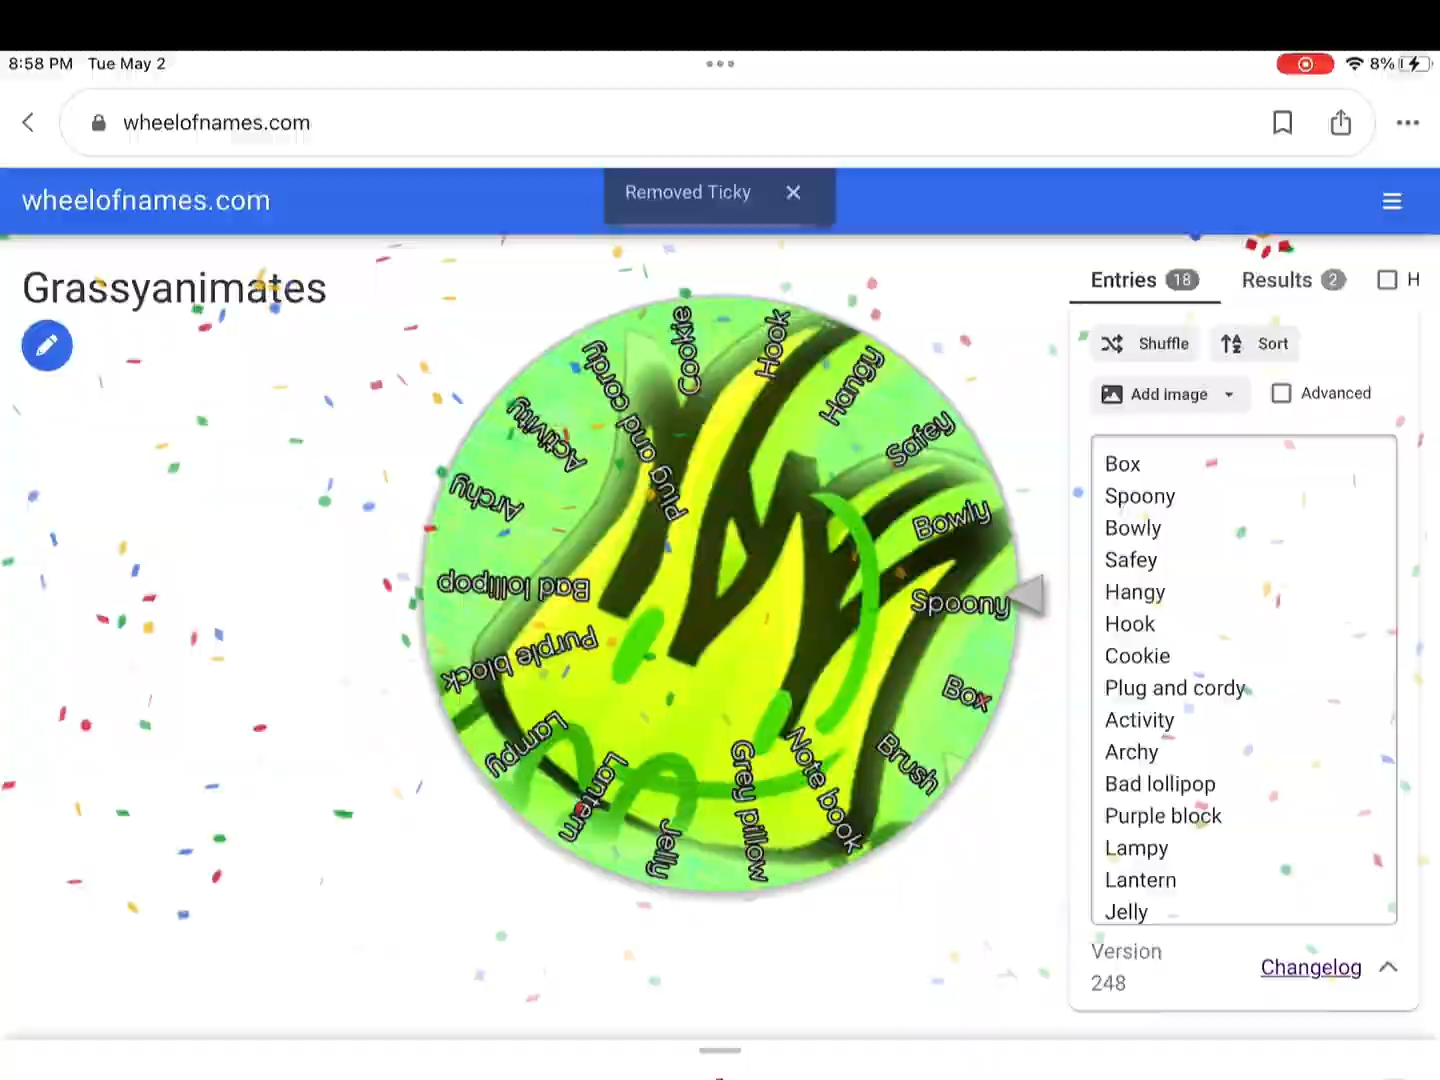 8:58 PM Tue May 2
8%
wheelofnames.com
wheelofnames.com
Removed Ticky
Grassyanimates
Entries 18
Results 2
H
Shuffle
Sort
Add image
Advanced
Box
Spoony
Bowly
Safey
Hangy
Hook
Cookie
Plug and cordy
Activity
Archy
Bad lollipop
Purple block
Lampy
Lantern
Jelly
Version
248
Changelog
Cookie
Hook
Hangy
Safey
Bowly
Spoony
Box
Brush
Note book
Grey pillow
Jelly
Lantern
Lampy
Purple block
Bad lollipop
Archy
Activity
Plug and cordy